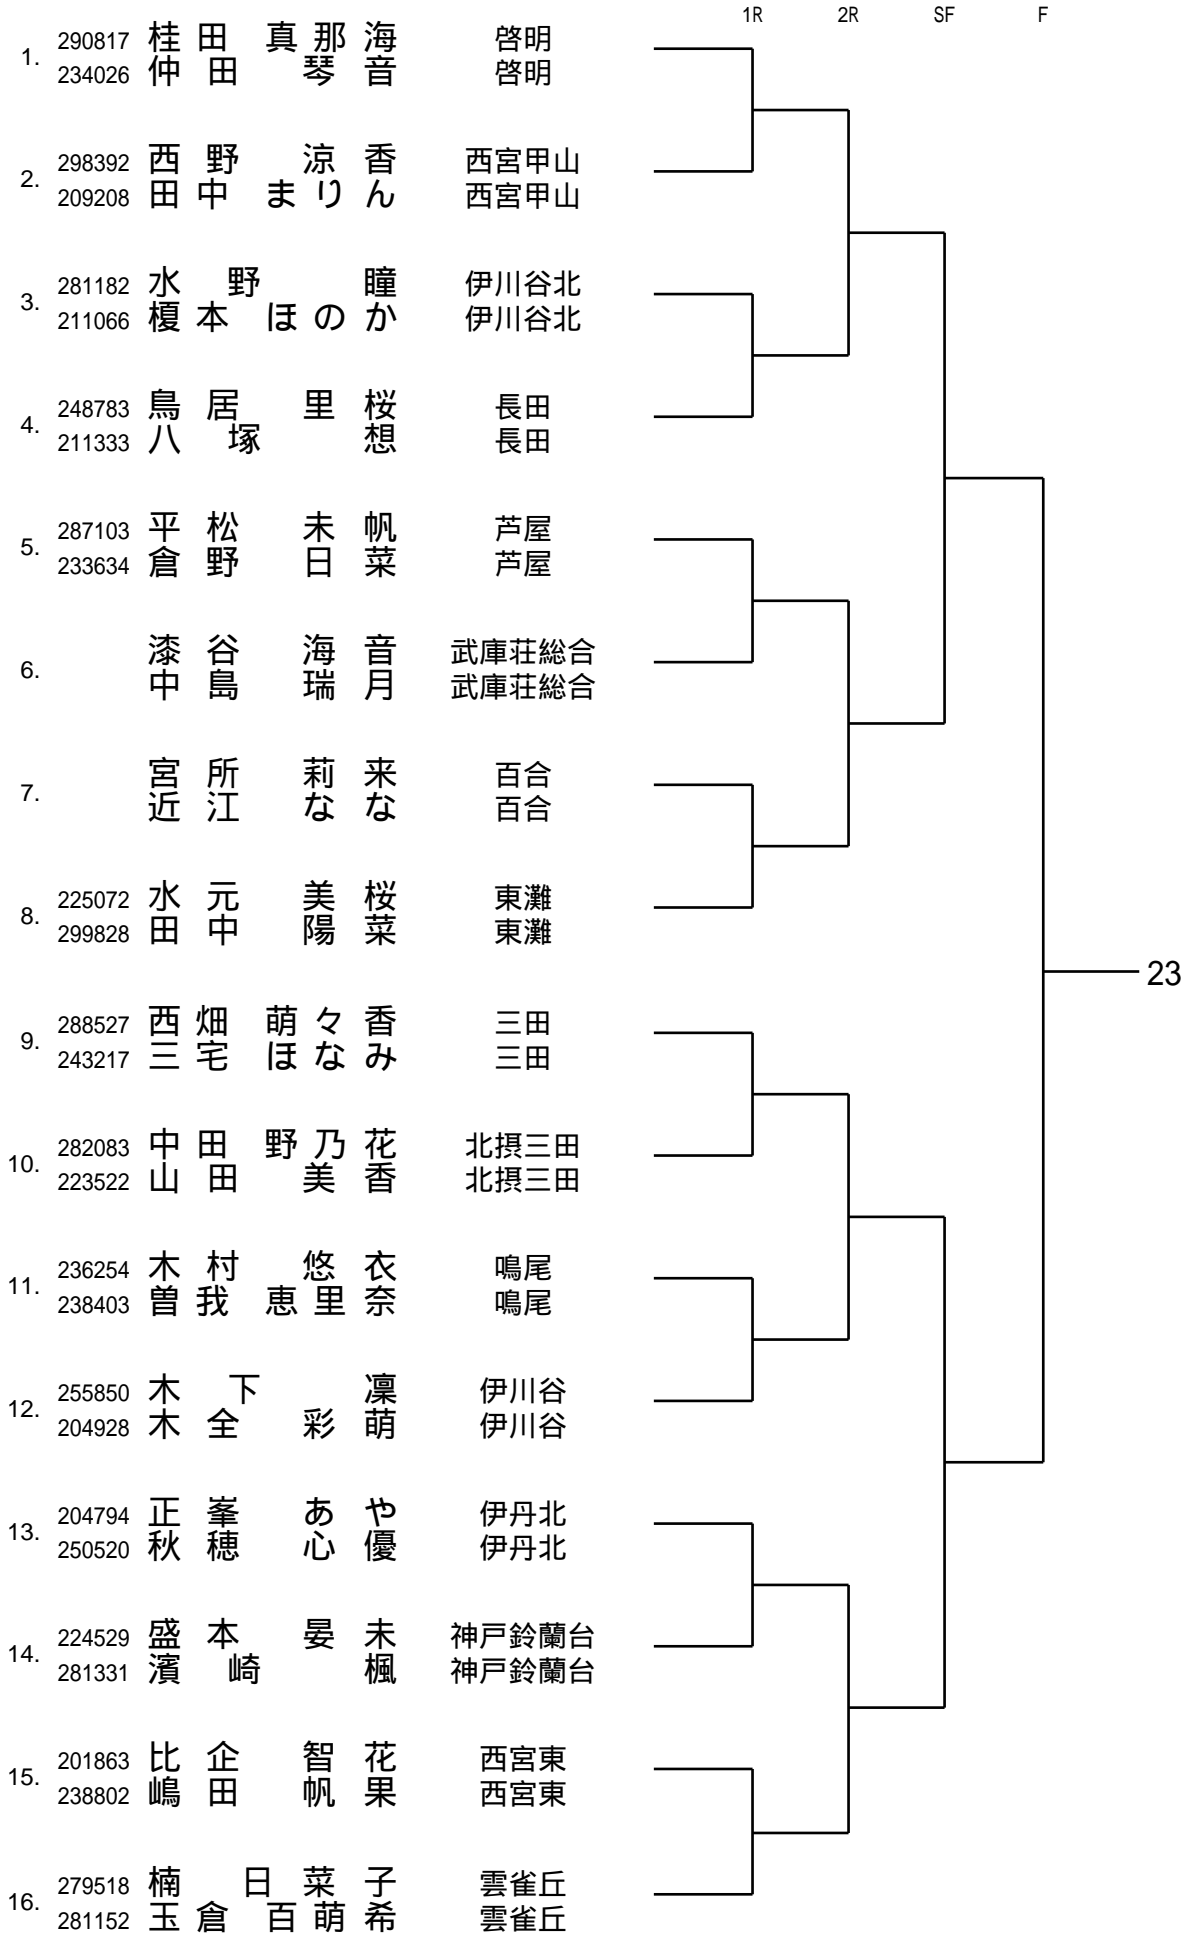 1R 2R SF F
1. 290817 桂田 真那海 啓明
234026 仲田 琴音 啓明
2. 298392 西野 涼香 西宮甲山
209208 田中 まりん 西宮甲山
3. 281182 水野 瞳 伊川谷北
211066 榎本 ほのか 伊川谷北
4. 248783 鳥居 里桜 長田
211333 八塚 想 長田
5. 287103 平松 未帆 芦屋
233634 倉野 日菜 芦屋
6. 漆谷 海音 武庫荘総合
中島 瑞月 武庫荘総合
7. 宮所 莉来 百合
近江 なな 百合
8. 225072 水元 美桜 東灘
299828 田中 陽菜 東灘
23
9. 288527 西畑 萌々香 三田
243217 三宅 ほなみ 三田
10. 282083 中田 野乃花 北摂三田
223522 山田 美香 北摂三田
11. 236254 木村 悠衣 鳴尾
238403 曽我 恵里奈 鳴尾
12. 255850 木下 凜 伊川谷
204928 木全 彩萌 伊川谷
13. 204794 正峯 あや 伊丹北
250520 秋穂 心優 伊丹北
14. 224529 盛本 晏未 神戸鈴蘭台
281331 濱崎 楓 神戸鈴蘭台
15. 201863 比企 智花 西宮東
238802 嶋田 帆果 西宮東
16. 279518 楠 日菜子 雲雀丘
281152 玉倉 百萌希 雲雀丘